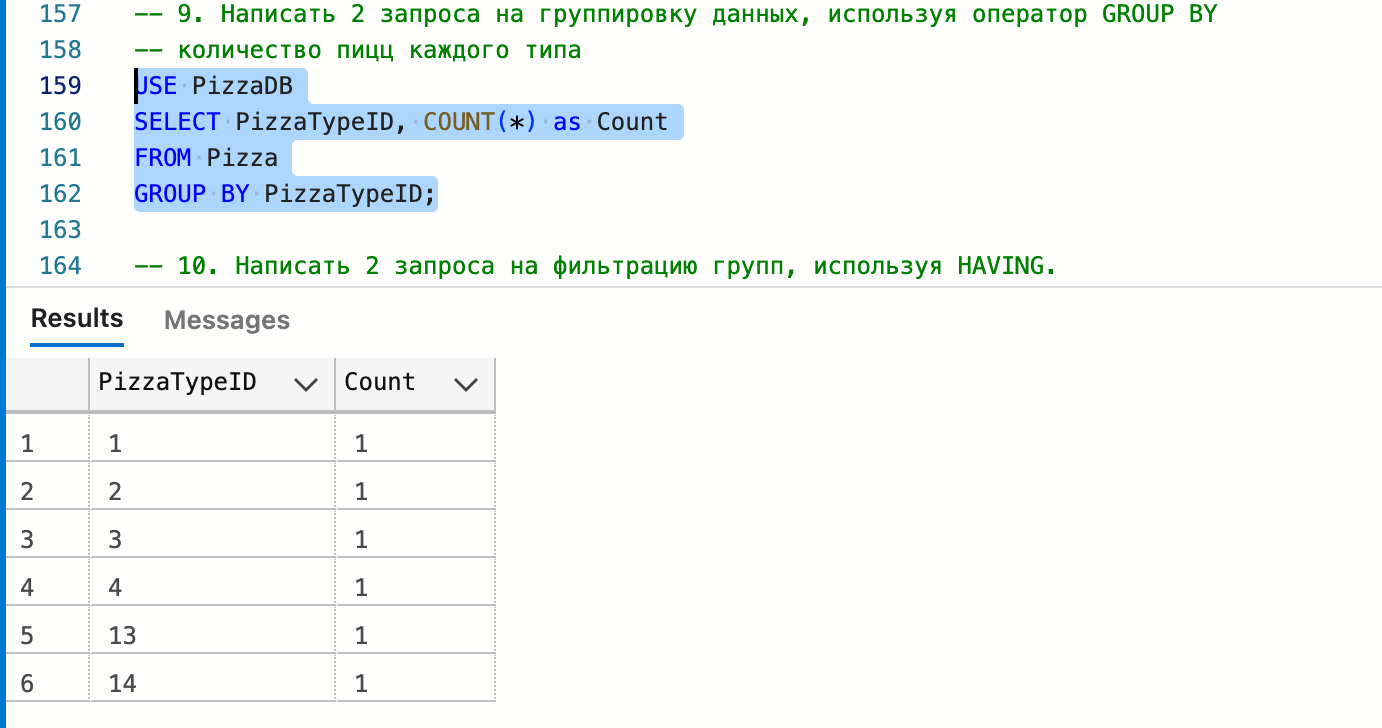 157 -- 9. Написать 2 запроса на группировку данных, используя оператор GROUP BY
158 -- количество пицц каждого типа
159 USE PizzaDB
160 SELECT PizzaTypeID, COUNT(*) as Count
161 FROM Pizza
162 GROUP BY PizzaTypeID;
163
164 -- 10. Написать 2 запроса на фильтрацию групп, используя HAVING.
Results Messages
PizzaTypeID Count
1 1 1
2 2 1
3 3 1
4 4 1
5 13 1
6 14 1